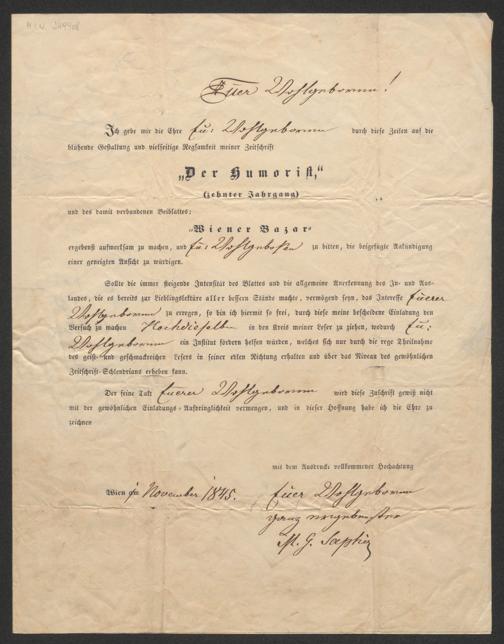 Euer Wohlgeboren!
Ich gebe mir die Ehre Eu: Wohlgeboren durch diese Zeilen auf die
blühende Gestaltung und vielseitige Regsamkeit meiner Zeitschrift
„Der Humorist,“
(zehnter Jahrgang)
und des damit verbundenen Beiblattes:
„Wiener Bazar“
ergebenst aufmerksam zu machen, und Eu: Wohlgeboren zu bitten, die beigefügte Ankündigung
einer geneigten Ansicht zu würdigen.
Sollte die immer steigende Intensität des Blattes und die allgemeine Anerkennung des In- und Aus-
landes, die es bereits zur Lieblingslektüre aller bessern Stände machte, vermögend seyn, das Interesse Euerer
Wohlgeboren zu erregen, so bin ich hiermit so frei, durch diese meine bescheidene Einladung den
Versuch zu machen Hochdieselben in den Kreis meiner Leser zu ziehen, wodurch Eu:
Wohlgeboren ein Institut fördern helfen würden, welches sich nur durch die rege Theilnahme
des geist- und geschmackreichen Lesers in seiner edlen Richtung erhalten und über das Niveau des gewöhnlichen
Zeitschrift-Schlendrians erheben kann.
Der feine Takt Euerer Wohlgeboren wird diese Zuschrift gewiß nicht
mit der gewöhnlichen Einladungs-Aufdringlichkeit vermengen, und in dieser Hoffnung habe ich die Ehre zu
zeichnen
mit dem Ausdrucke vollkommener Hochachtung
Wien im November 1845.
Euer Wohlgeboren
ganz ergebenster
M. G. Saphir